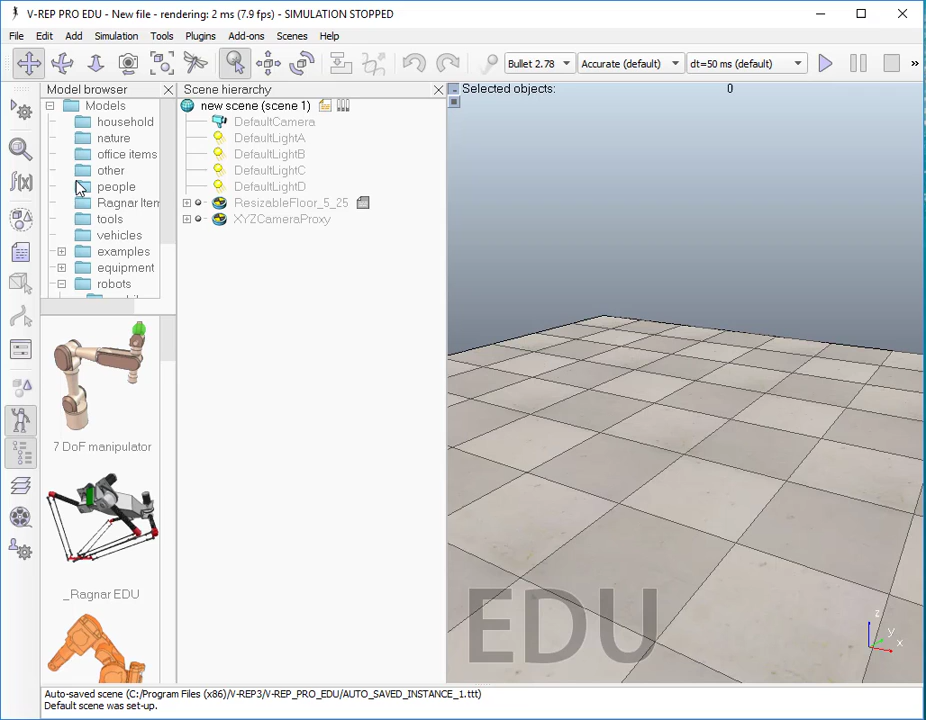 V-REP PRO EDU - New file - rendering: 2 ms (7.9 fps) - SIMULATION STOPPED
File Edit Add Simulation Tools Plugins Add-ons Scenes Help
Bullet 2.78 Accurate (default) dt=50 ms (default) »
Model browser
Models
household
nature
office items
other
people
Ragnar Item
tools
vehicles
examples
equipment
robots
7 DoF manipulator
_Ragnar EDU
Scene hierarchy
new scene (scene 1)
DefaultCamera
DefaultLightA
DefaultLightB
DefaultLightC
DefaultLightD
ResizableFloor_5_25
XYZCameraProxy
Selected objects: 0
EDU
z
y
x
f(x)
Auto-saved scene (C:/Program Files (x86)/V-REP3/V-REP_PRO_EDU/AUTO_SAVED_INSTANCE_1.ttt)
Default scene was set-up.